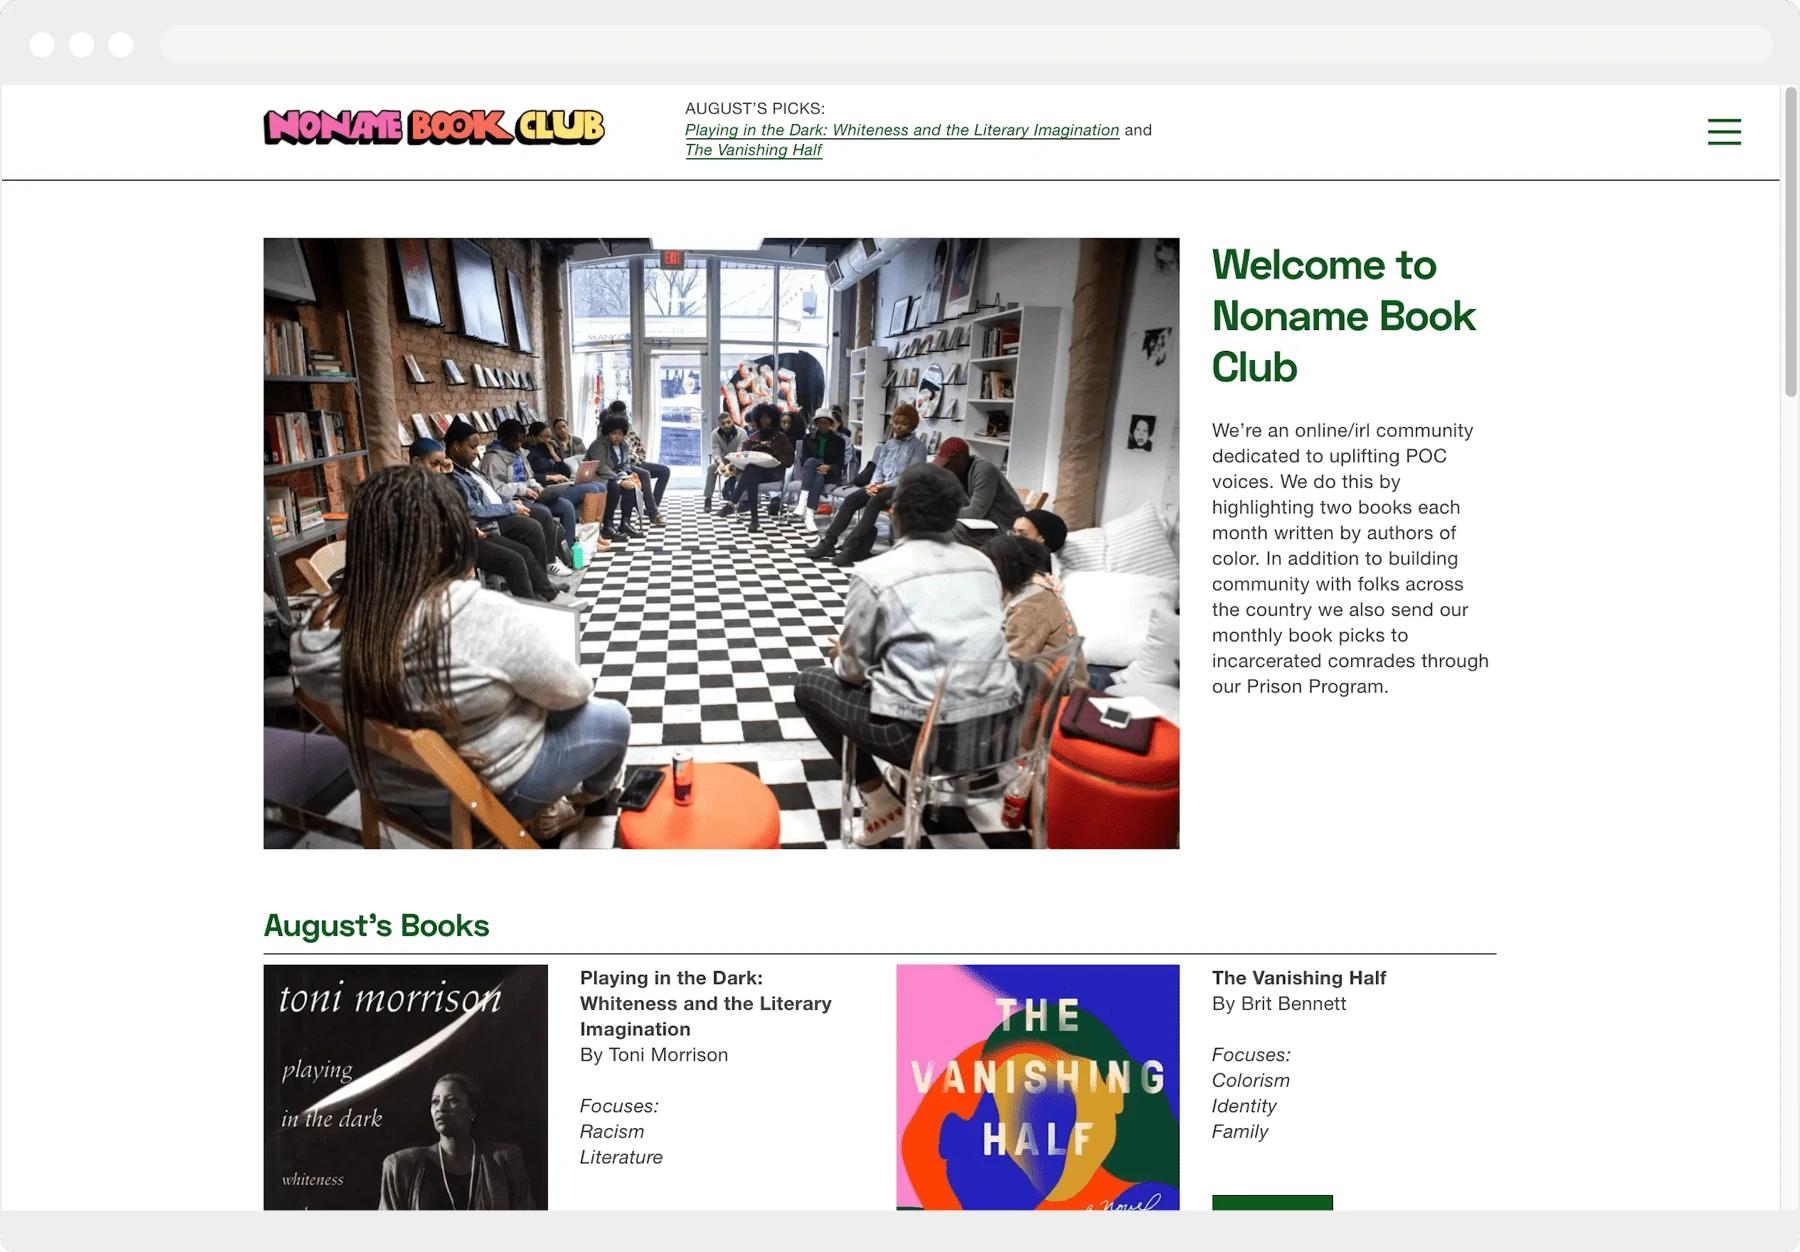 NONAME BOOK CLUB
AUGUST’S PICKS:
Playing in the Dark: Whiteness and the Literary Imagination and
The Vanishing Half
EXIT
MANGO
Welcome to
Noname Book
Club
We’re an online/irl community
dedicated to uplifting POC
voices. We do this by
highlighting two books each
month written by authors of
color. In addition to building
community with folks across
the country we also send our
monthly book picks to
incarcerated comrades through
our Prison Program.
August’s Books
toni morrison
playing
in the dark
whiteness
Playing in the Dark:
Whiteness and the Literary
Imagination
By Toni Morrison
Focuses:
Racism
Literature
THE
VANISHING
HALF
a novel
The Vanishing Half
By Brit Bennett
Focuses:
Colorism
Identity
Family